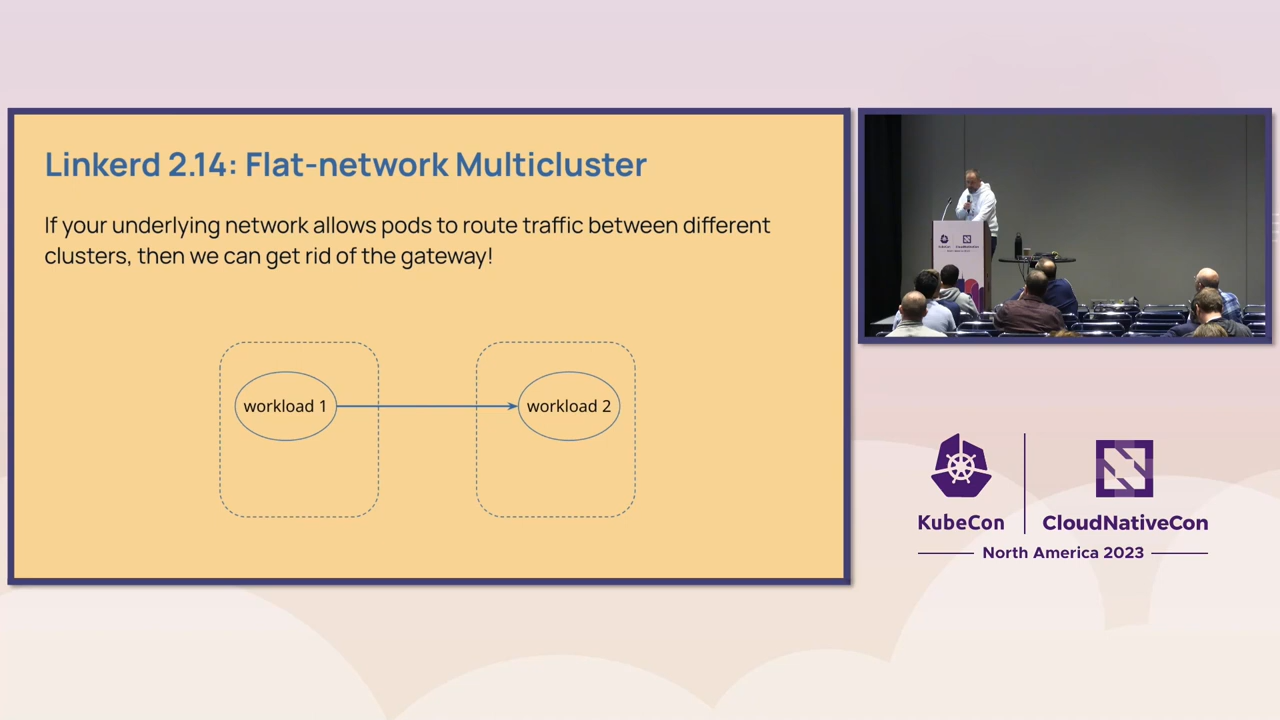 Linkerd 2.14: Flat-network Multicluster
If your underlying network allows pods to route traffic between different
clusters, then we can get rid of the gateway!
workload 1
workload 2
KubeCon
CloudNativeCon
North America 2023